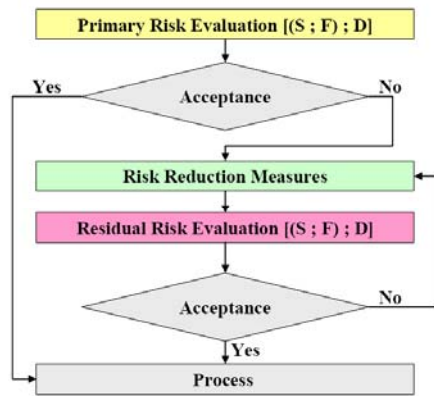 Primary Risk Evaluation [(S ; F) ; D]
Yes
No
Acceptance
Risk Reduction Measures
Residual Risk Evaluation [(S ; F) ; D]
Acceptance
No
Yes
Process